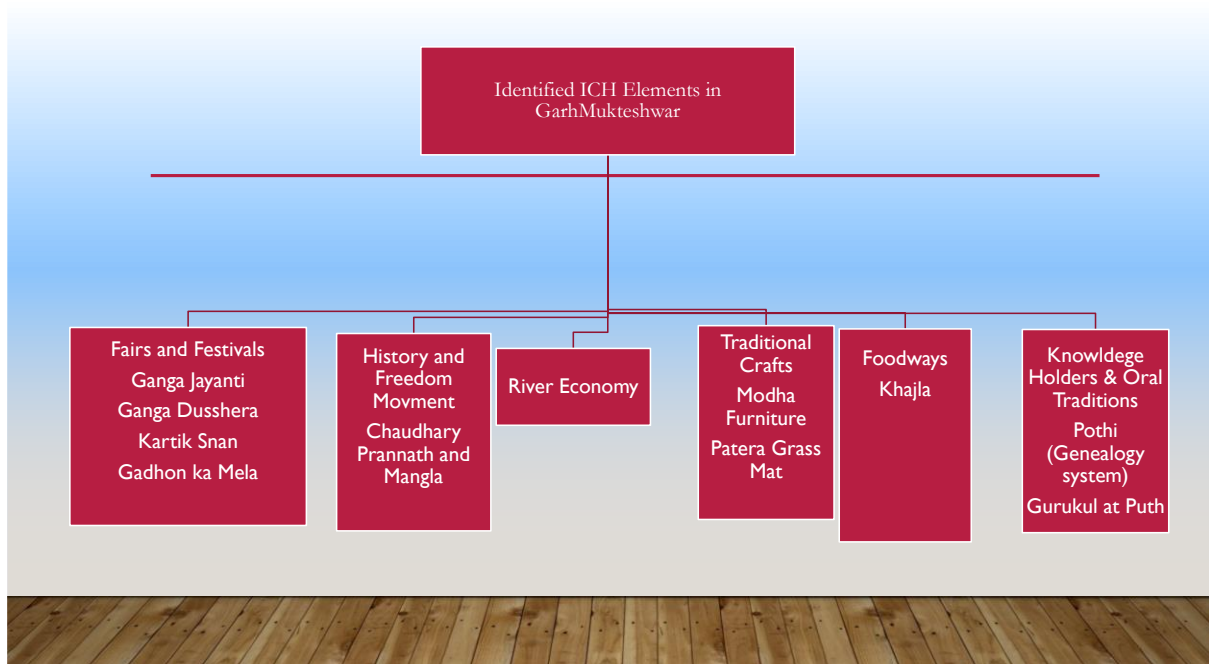 Identified ICH Elements in
GarhMukteshwar
Fairs and Festivals
Ganga Jayanti
Ganga Dusshera
Kartik Snan
Gadhon ka Mela
History and
Freedom
Movment
Chaudhary
Prannath and
Mangla
River Economy
Traditional
Crafts
Modha
Furniture
Patera Grass
Mat
Foodways
Khajla
Knowldege
Holders & Oral
Traditions
Pothi
(Genealogy
system)
Gurukul at Puth